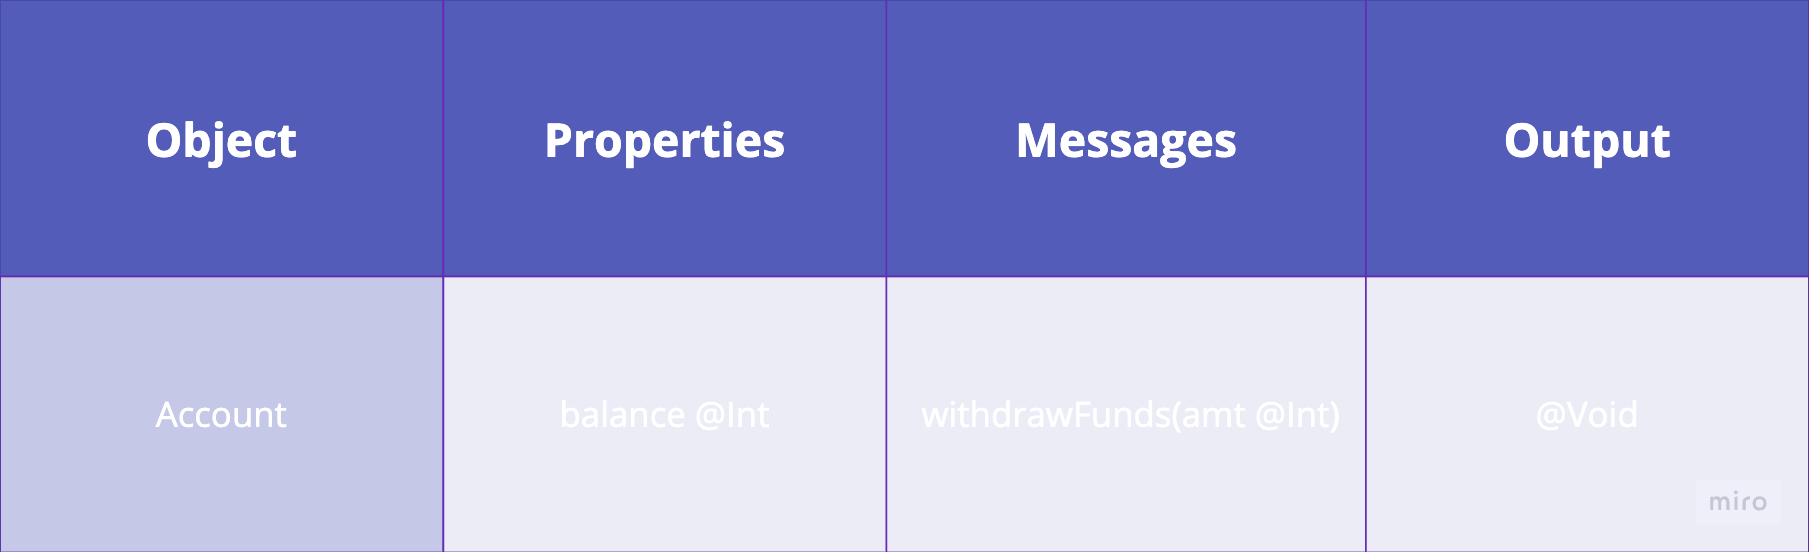 Object Properties Messages Output
Account balance @Int withdrawFunds(amt @Int) @Void
miro